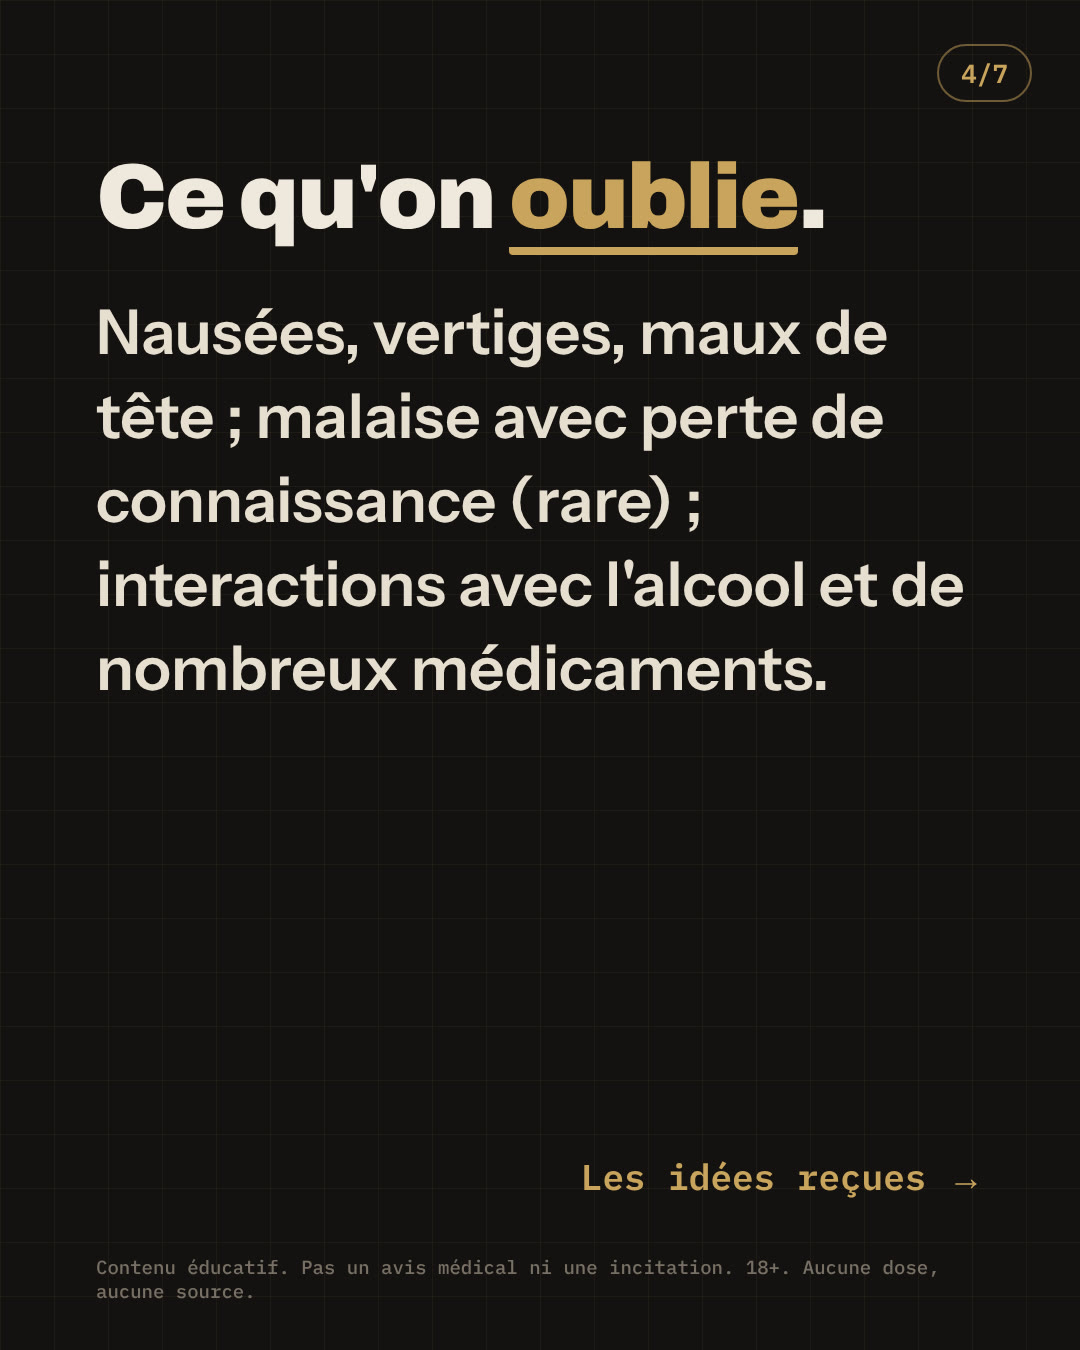 4/7
Ce qu'on oublie.
Nausées, vertiges, maux de
tête ; malaise avec perte de
connaissance (rare) ;
interactions avec l'alcool et de
nombreux médicaments.
Les idées reçues →
Contenu éducatif. Pas un avis médical ni une incitation. 18+. Aucune dose,
aucune source.